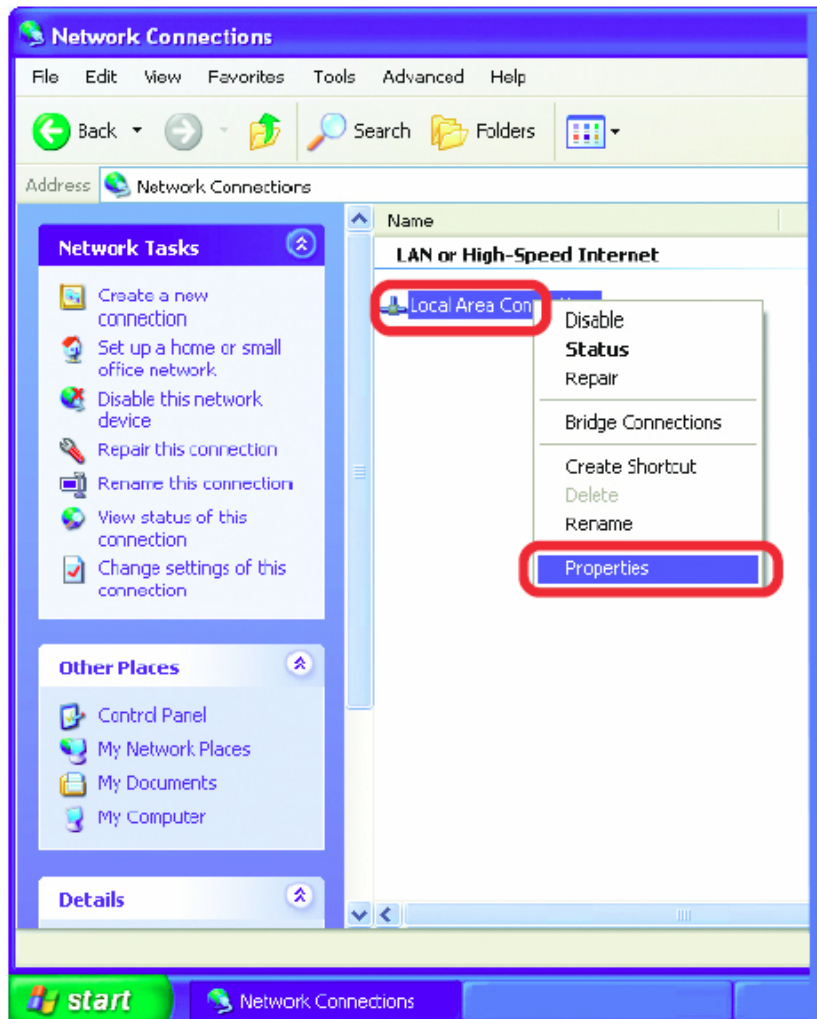 Network Connections
File Edit View Favorites Tools Advanced Help
Back Search Folders
Address Network Connections
Network Tasks
Create a new
connection
Set up a home or small
office network
Disable this network
device
Repair this connection
Rename this connection
View status of this
connection
Change settings of this
connection
Other Places
Control Panel
My Network Places
My Documents
My Computer
Details
Name
LAN or High-Speed Internet
Local Area Con
Disable
Status
Repair
Bridge Connections
Create Shortcut
Delete
Rename
Properties
start
Network Connections